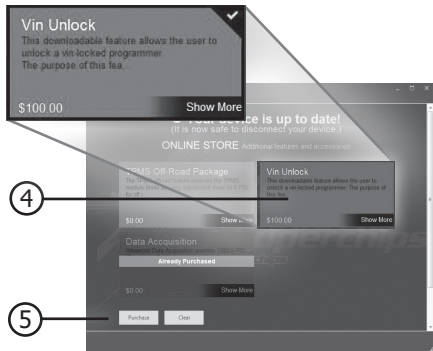 Vin Unlock
This downloadable feature allows the user to
unlock a vin-locked programmer.
The purpose of this fea...
$100.00
Show More
Your device is up to date!
(It is now safe to disconnect your device.)
ONLINE STORE Additional features and accessories
TPMS Off-Road Package
$0.00
Show More
Vin Unlock
This downloadable feature allows the user to
unlock a vin-locked programmer. The purpose of
this fea...
$100.00
Show More
Data Accquisition
Already Purchased
$0.00
Show More
Purchase
Clear
4
5